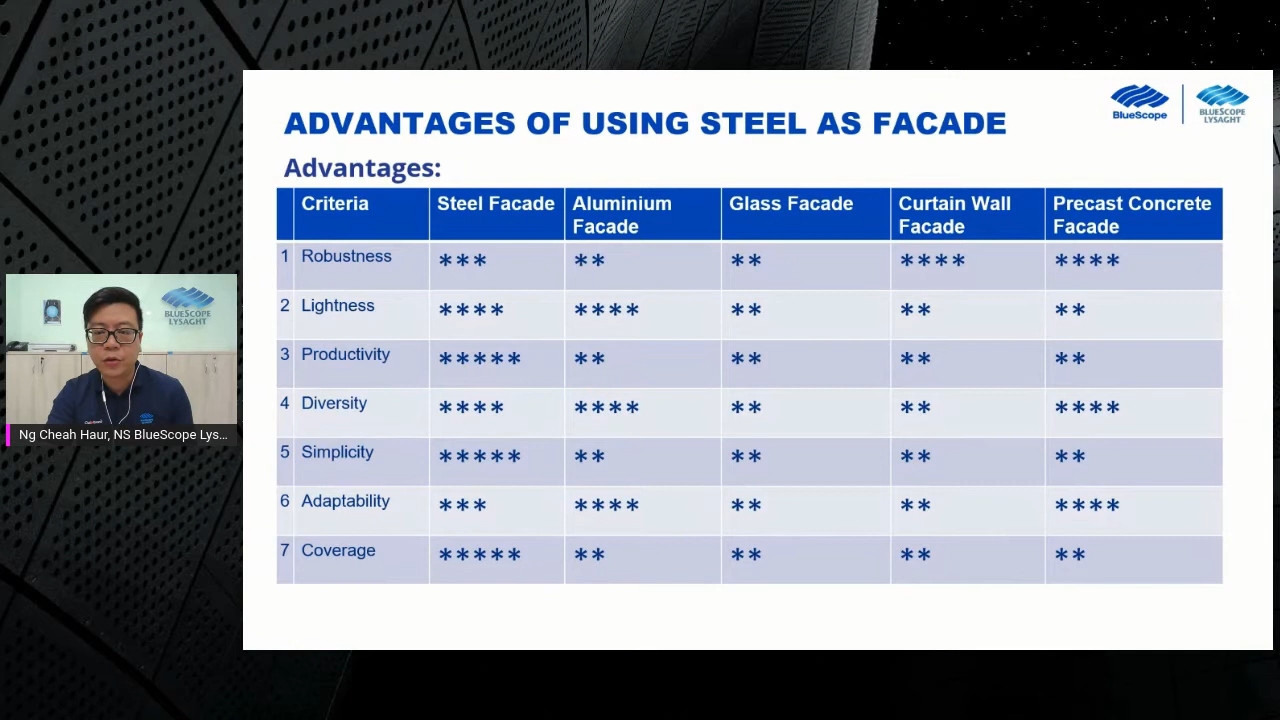 BlueScope
BLUESCOPE
LYSAGHT
ADVANTAGES OF USING STEEL AS FACADE
Advantages:
Criteria Steel Facade Aluminium Facade Glass Facade Curtain Wall Facade Precast Concrete Facade
1 Robustness *** ** ** **** ****
2 Lightness **** **** ** ** **
3 Productivity ***** ** ** ** **
4 Diversity **** **** ** ** ****
5 Simplicity ***** ** ** ** **
6 Adaptability *** **** ** ** ****
7 Coverage ***** ** ** ** **
BLUESCOPE
LYSAGHT
Ng Cheah Haur, NS BlueScope Lys...